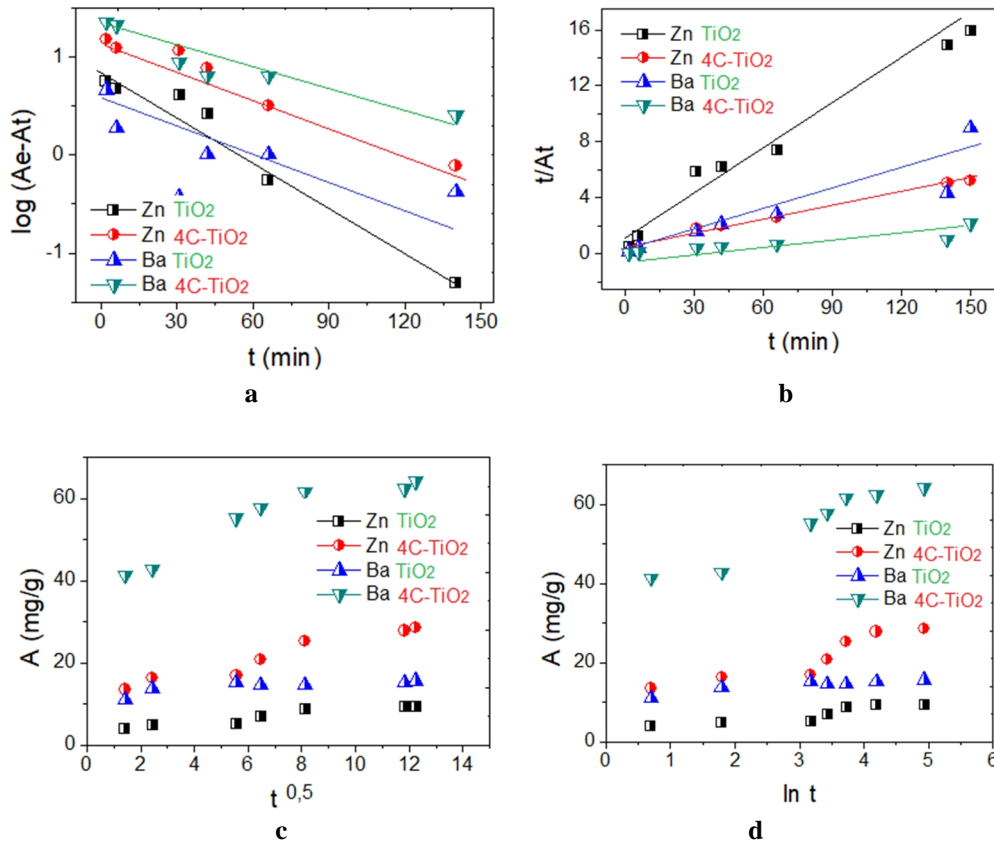 log (Ae-At)
1
0
-1
Zn TiO2
Zn 4C-TiO2
Ba TiO2
Ba 4C-TiO2
0 30 60 90 120 150
t (min)
a
t/At
16
12
8
4
0
Zn TiO2
Zn 4C-TiO2
Ba TiO2
Ba 4C-TiO2
0 50 100 150
t (min)
b
A (mg/g)
60
40
20
0
Zn TiO2
Zn 4C-TiO2
Ba TiO2
Ba 4C-TiO2
0 2 4 6 8 10 12 14
t 0,5
c
A (mg/g)
60
40
20
0
Zn TiO2
Zn 4C-TiO2
Ba TiO2
Ba 4C-TiO2
0 1 2 3 4 5 6
ln t
d